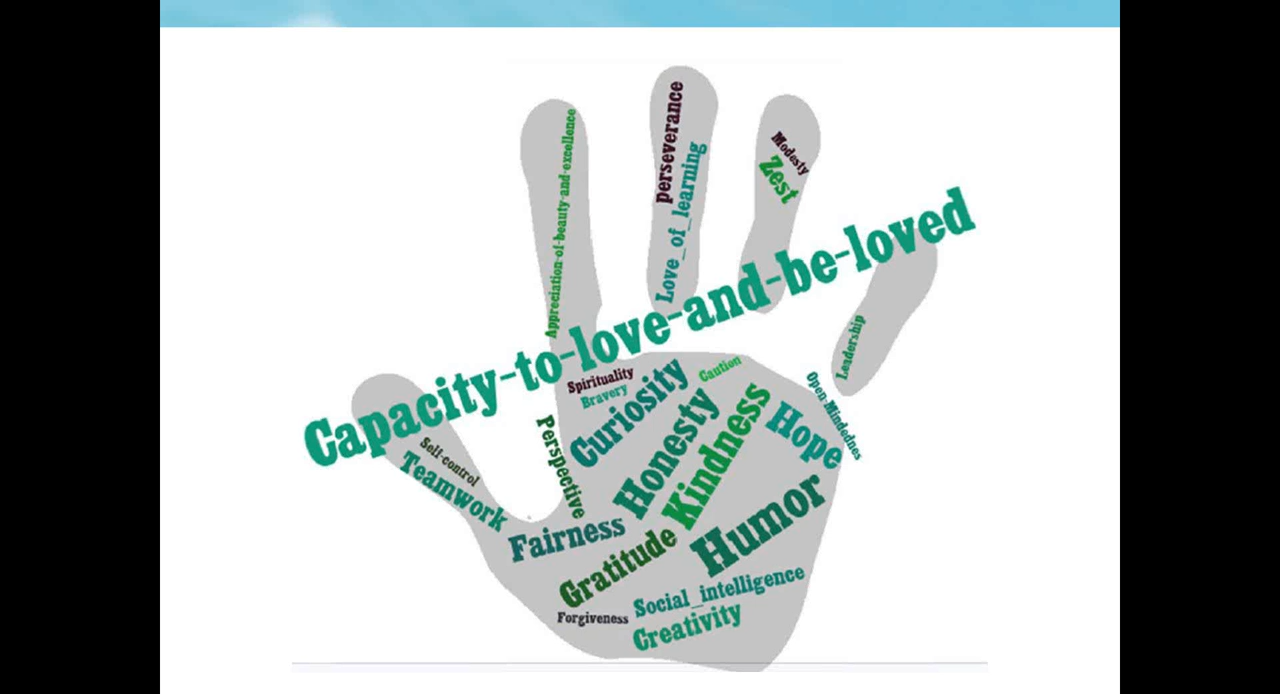 perseverance
Love_of_learning
Appreciation-of-beauty-and-excellence
Modesty
Zest
Capacity-to-love-and-be-loved
Leadership
Spirituality
Bravery
Curiosity
Caution
Open-Mindednes
Honesty
Kindness
Hope
Self-control
Teamwork
Perspective
Fairness
Humor
Gratitude
Social_intelligence
Forgiveness
Creativity